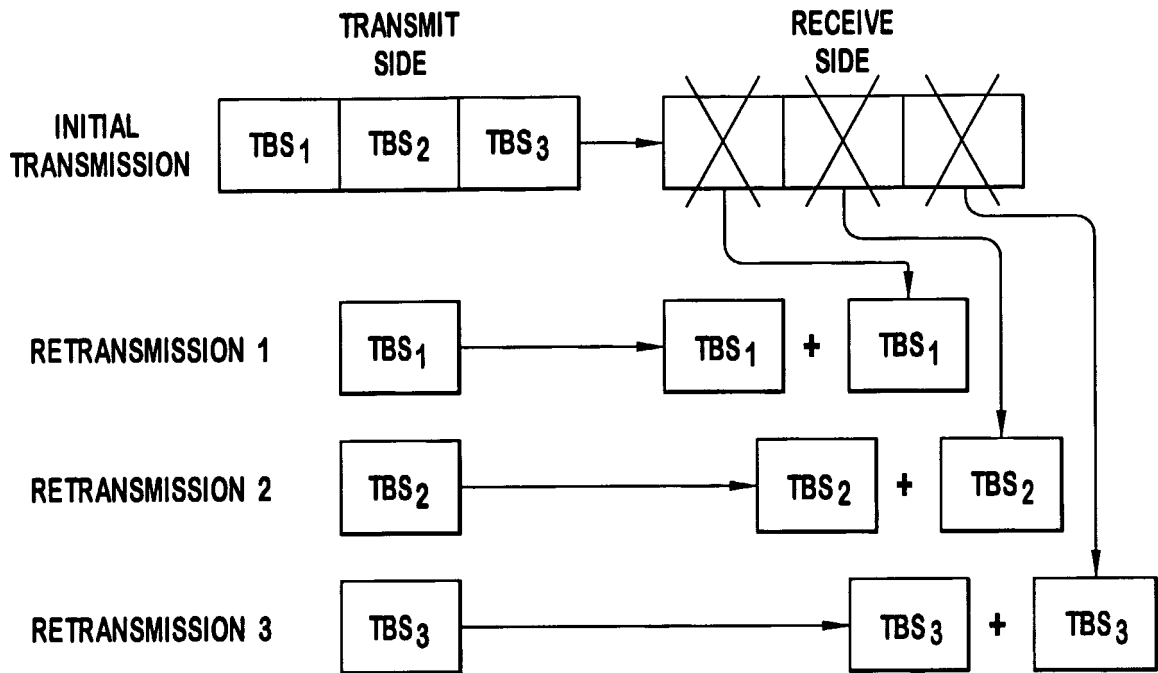 TRANSMIT SIDE
RECEIVE SIDE
INITIAL TRANSMISSION
TBS1 TBS2 TBS3
RETRANSMISSION 1
TBS1 TBS1 + TBS1
RETRANSMISSION 2
TBS2 TBS2 + TBS2
RETRANSMISSION 3
TBS3 TBS3 + TBS3